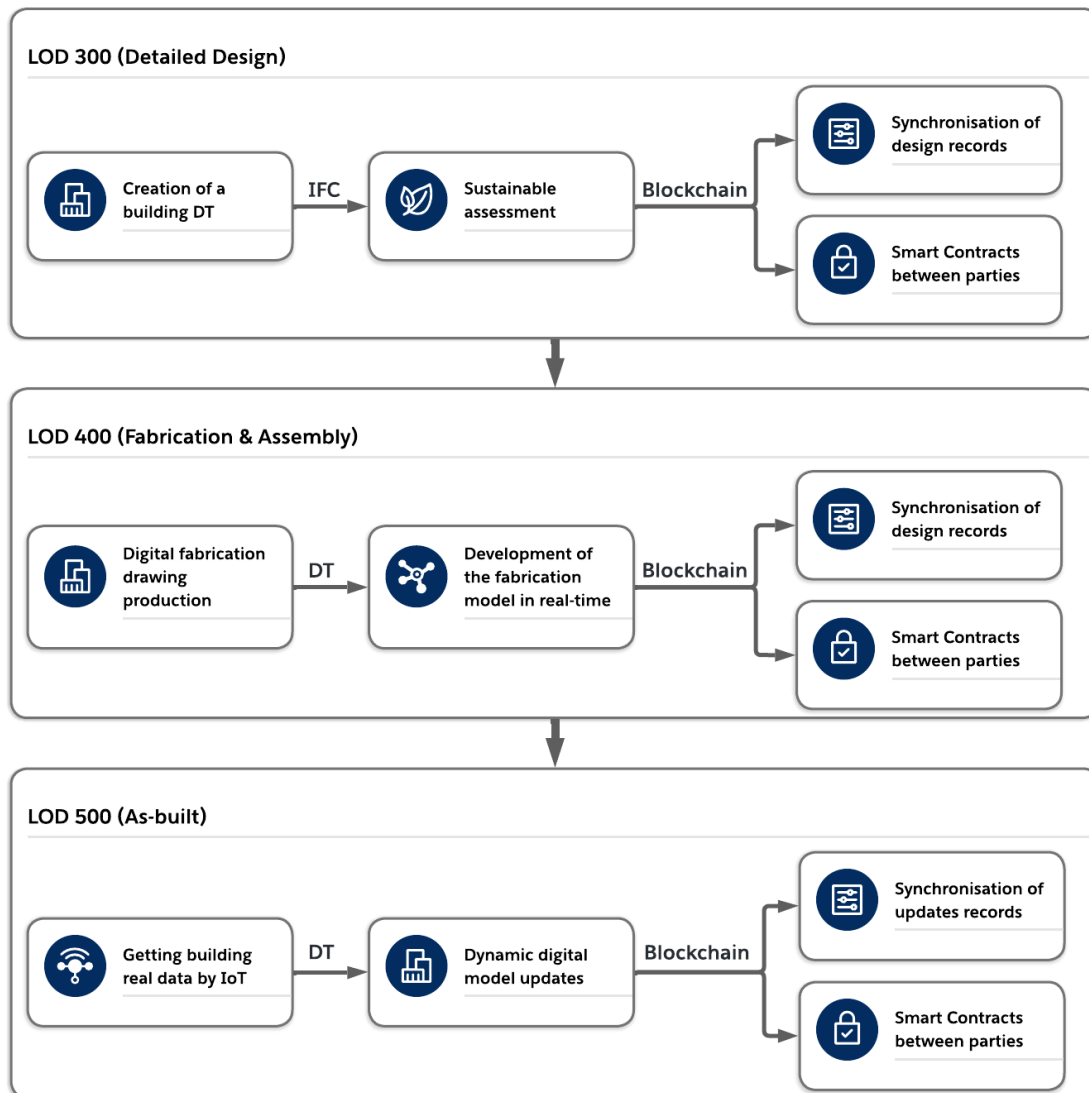 LOD 300 (Detailed Design)
Creation of a
building DT
IFC
Sustainable
assessment
Blockchain
Synchronisation of
design records
Smart Contracts
between parties
LOD 400 (Fabrication & Assembly)
Digital fabrication
drawing
production
DT
Development of
the fabrication
model in real-time
Blockchain
Synchronisation of
design records
Smart Contracts
between parties
LOD 500 (As-built)
Getting building
real data by IoT
DT
Dynamic digital
model updates
Blockchain
Synchronisation of
updates records
Smart Contracts
between parties